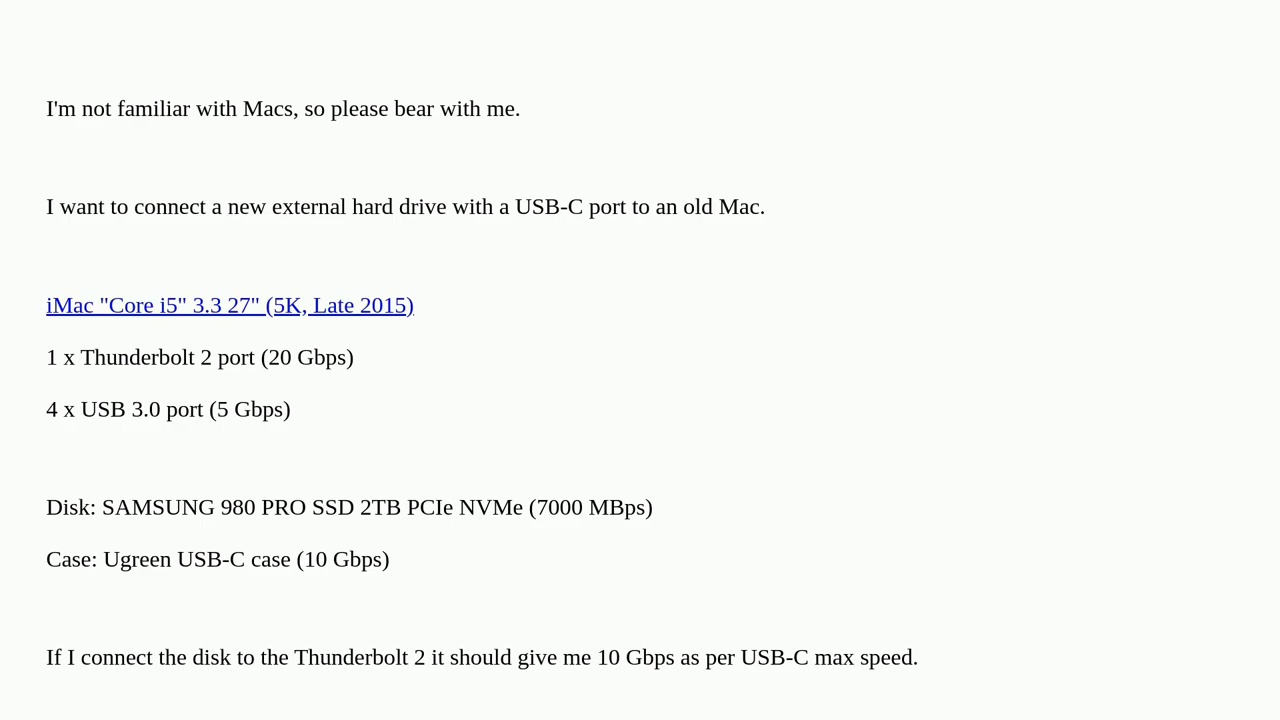 I'm not familiar with Macs, so please bear with me.
I want to connect a new external hard drive with a USB-C port to an old Mac.
iMac "Core i5" 3.3 27" (5K, Late 2015)
1 x Thunderbolt 2 port (20 Gbps)
4 x USB 3.0 port (5 Gbps)
Disk: SAMSUNG 980 PRO SSD 2TB PCIe NVMe (7000 MBps)
Case: Ugreen USB-C case (10 Gbps)
If I connect the disk to the Thunderbolt 2 it should give me 10 Gbps as per USB-C max speed.